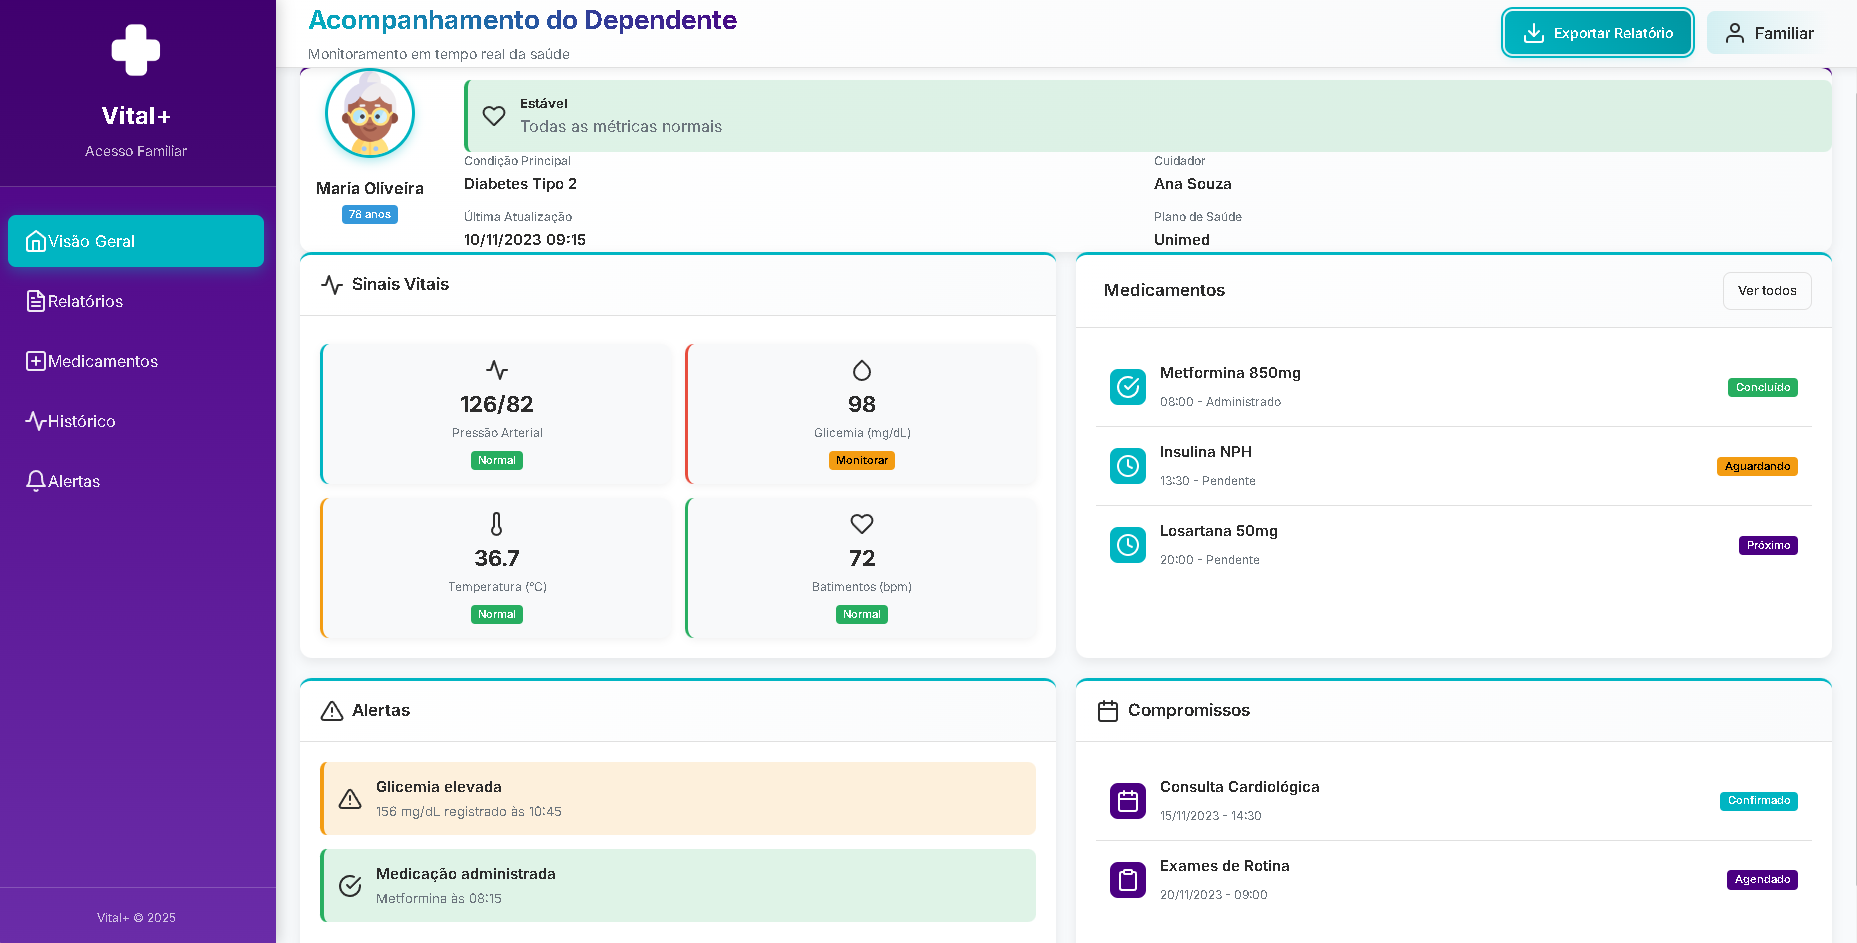 Vital+
Acesso Familiar
Visão Geral
Relatórios
Medicamentos
Histórico
Alertas
Vital+ © 2025
Acompanhamento do Dependente
Monitoramento em tempo real da saúde
Exportar Relatório
Familiar
Maria Oliveira
78 anos
Estável
Todas as métricas normais
Condição Principal
Diabetes Tipo 2
Cuidador
Ana Souza
Última Atualização
10/11/2023 09:15
Plano de Saúde
Unimed
Sinais Vitais
126/82
Pressão Arterial
Normal
98
Glicemia (mg/dL)
Monitorar
36.7
Temperatura (°C)
Normal
72
Batimentos (bpm)
Normal
Medicamentos
Ver todos
Metformina 850mg
08:00 - Administrado
Concluído
Insulina NPH
13:30 - Pendente
Aguardando
Losartana 50mg
20:00 - Pendente
Próximo
Alertas
Glicemia elevada
156 mg/dL registrado às 10:45
Medicação administrada
Metformina às 08:15
Compromissos
Consulta Cardiológica
15/11/2023 - 14:30
Confirmado
Exames de Rotina
20/11/2023 - 09:00
Agendado